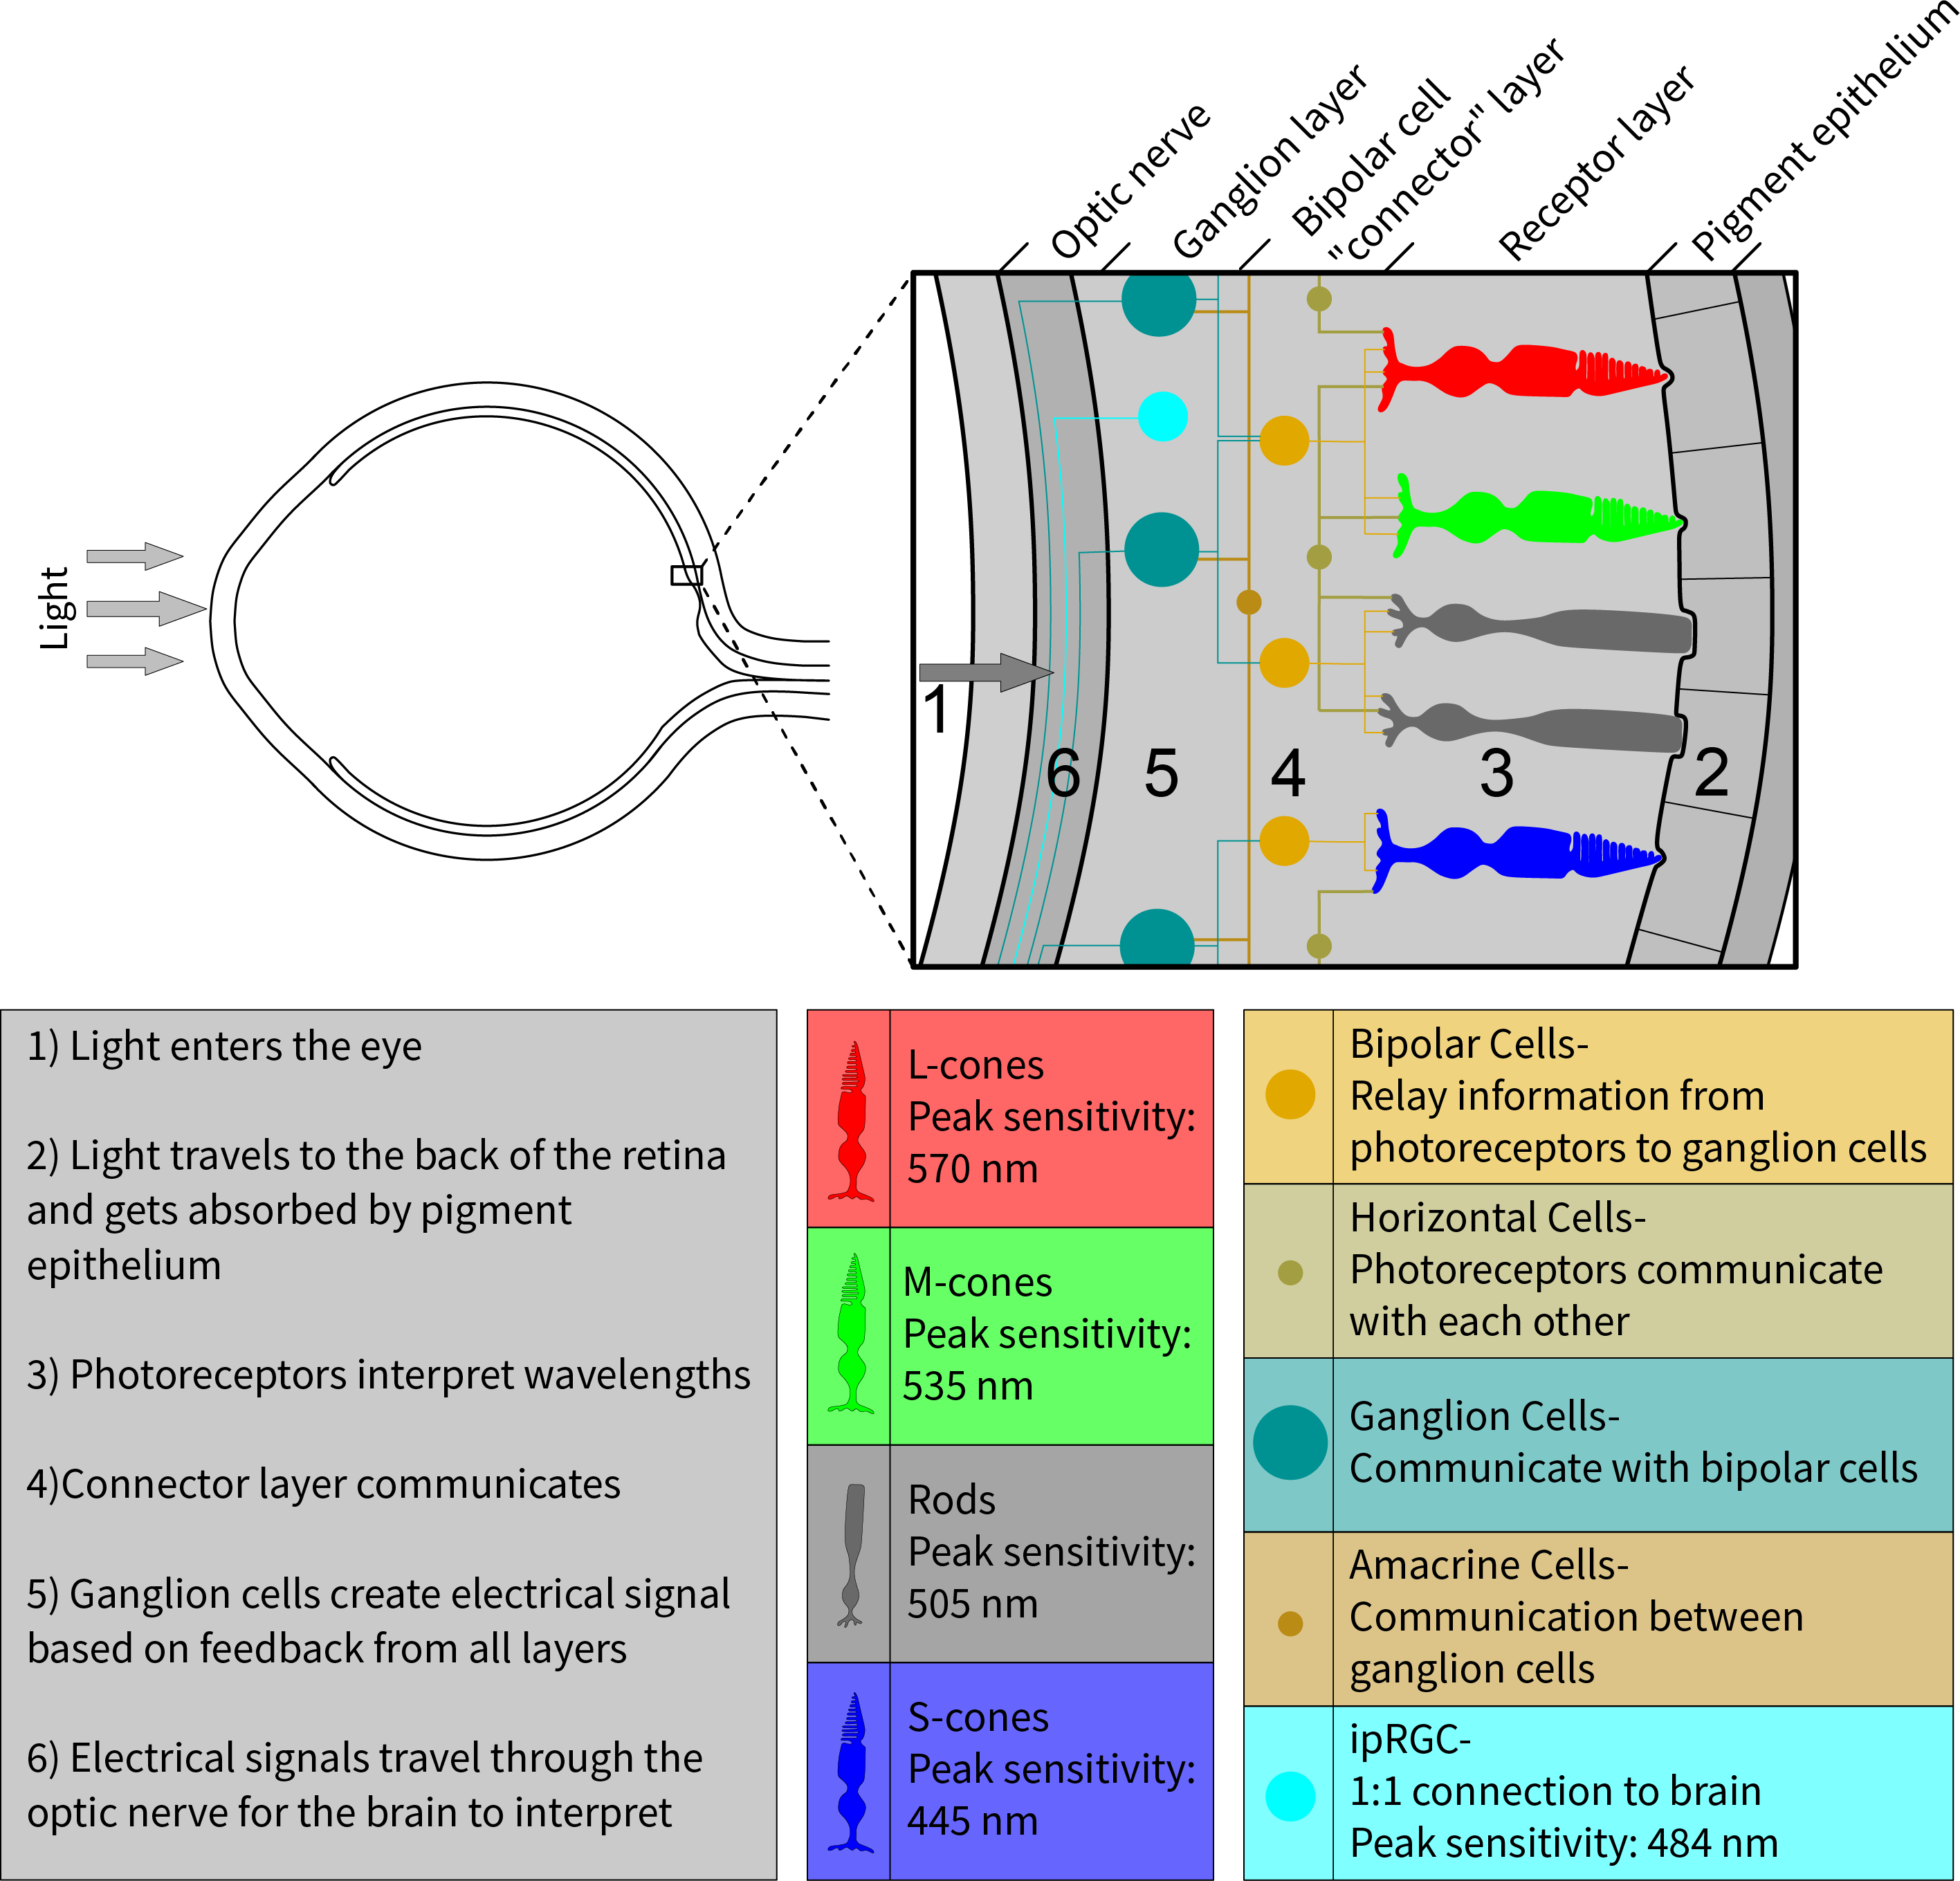 Optic nerve
Ganglion layer
Bipolar cell
"connector" layer
Receptor layer
Pigment epithelium
Light
1
6
5
4
3
2
1) Light enters the eye
2) Light travels to the back of the retina
and gets absorbed by pigment
epithelium
3) Photoreceptors interpret wavelengths
4)Connector layer communicates
5) Ganglion cells create electrical signal
based on feedback from all layers
6) Electrical signals travel through the
optic nerve for the brain to interpret
L-cones
Peak sensitivity:
570 nm
M-cones
Peak sensitivity:
535 nm
Rods
Peak sensitivity:
505 nm
S-cones
Peak sensitivity:
445 nm
Bipolar Cells-
Relay information from
photoreceptors to ganglion cells
Horizontal Cells-
Photoreceptors communicate
with each other
Ganglion Cells-
Communicate with bipolar cells
Amacrine Cells-
Communication between
ganglion cells
ipRGC-
1:1 connection to brain
Peak sensitivity: 484 nm